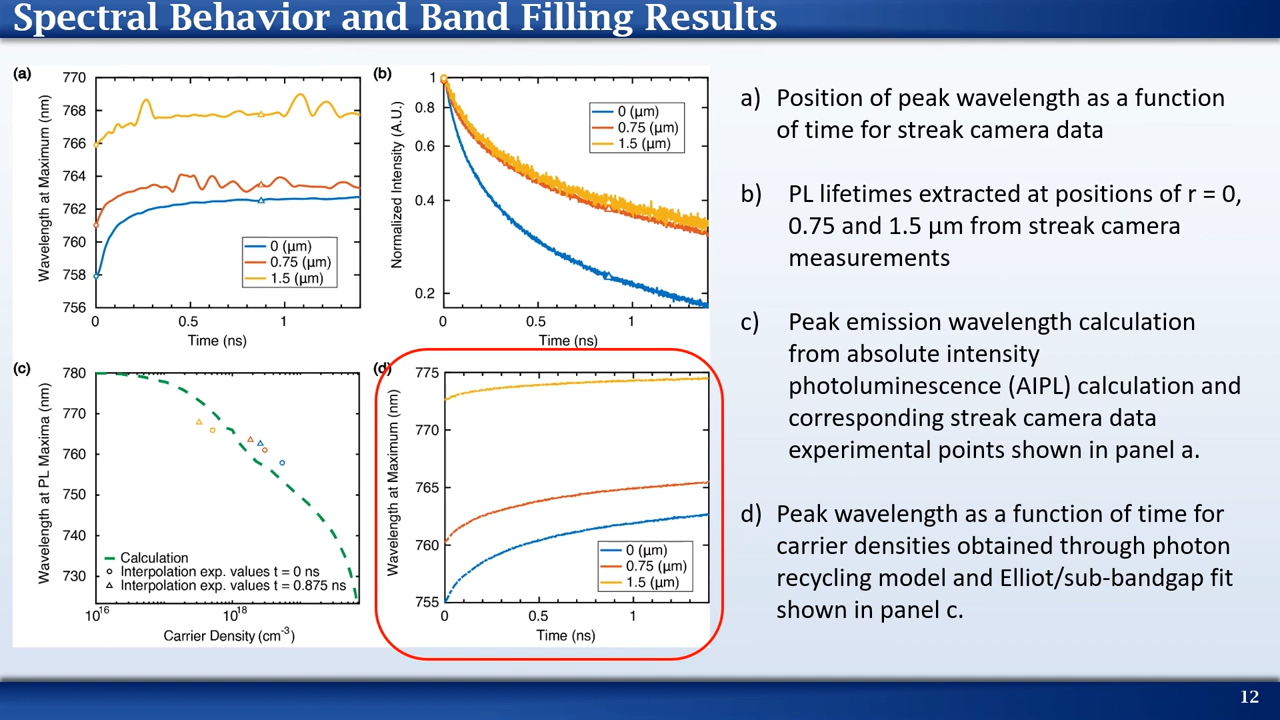 Spectral Behavior and Band Filling Results
(a)
770
768
766
764
762
760
758
756
0
0.5
1
Wavelength at Maximum (nm)
Time (ns)
0 (μm)
0.75 (μm)
1.5 (μm)
(b)
1
0.8
0.6
0.4
0.2
0
0.5
1
Normalized Intensity (A.U.)
Time (ns)
0 (μm)
0.75 (μm)
1.5 (μm)
(c)
780
770
760
750
740
730
10^16
10^18
Wavelength at PL Maxima (nm)
Carrier Density (cm^-3)
Calculation
Interpolation exp. values t = 0 ns
Interpolation exp. values t = 0.875 ns
(d)
775
770
765
760
755
0
0.5
1
Wavelength at Maximum (nm)
Time (ns)
0 (μm)
0.75 (μm)
1.5 (μm)
a) Position of peak wavelength as a function
of time for streak camera data
b) PL lifetimes extracted at positions of r = 0,
0.75 and 1.5 μm from streak camera
measurements
c) Peak emission wavelength calculation
from absolute intensity
photoluminescence (AIPL) calculation and
corresponding streak camera data
experimental points shown in panel a.
d) Peak wavelength as a function of time for
carrier densities obtained through photon
recycling model and Elliot/sub-bandgap fit
shown in panel c.
12